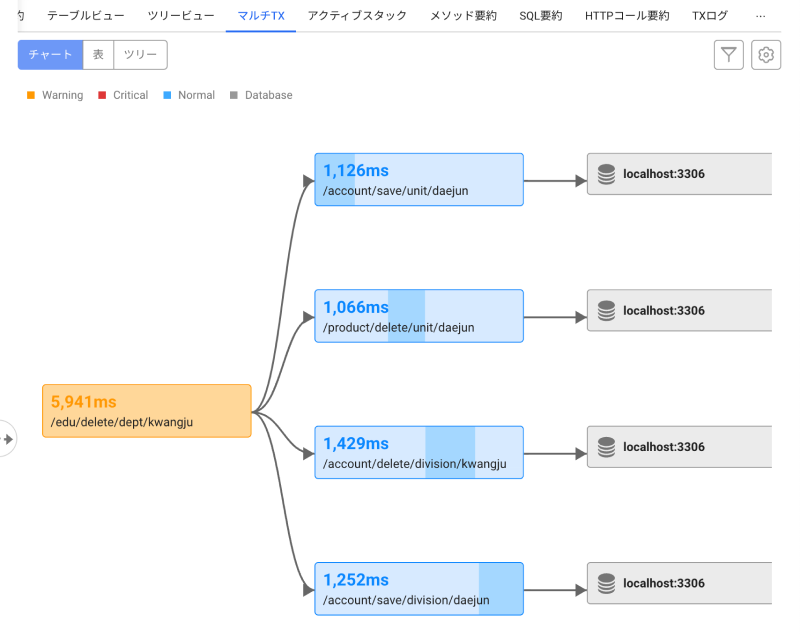 テーブルビュー ツリービュー マルチTX アクティブスタック メソッド要約 SQL要約 HTTPコール要約 TXログ ...
チャート 表 ツリー
Warning Critical Normal Database
1,126ms
/account/save/unit/daejun
localhost:3306
1,066ms
/product/delete/unit/daejun
localhost:3306
5,941ms
/edu/delete/dept/kwangju
1,429ms
/account/delete/division/kwangju
localhost:3306
1,252ms
/account/save/division/daejun
localhost:3306